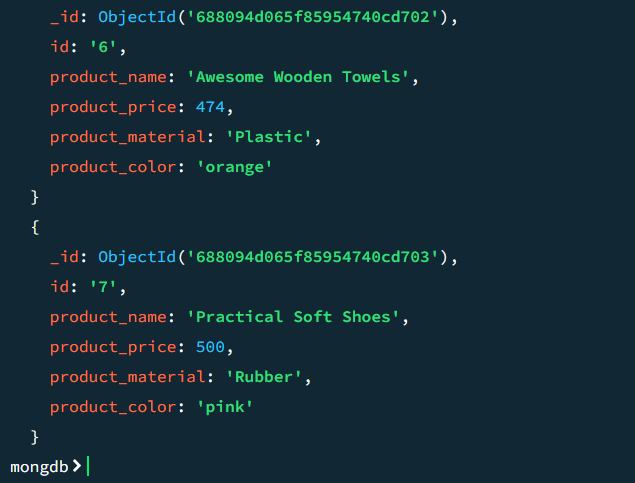 _id: ObjectId('688094d065f85954740cd702'),
id: '6',
product_name: 'Awesome Wooden Towels',
product_price: 474,
product_material: 'Plastic',
product_color: 'orange'
}
{
_id: ObjectId('688094d065f85954740cd703'),
id: '7',
product_name: 'Practical Soft Shoes',
product_price: 500,
product_material: 'Rubber',
product_color: 'pink'
}
mongdb>